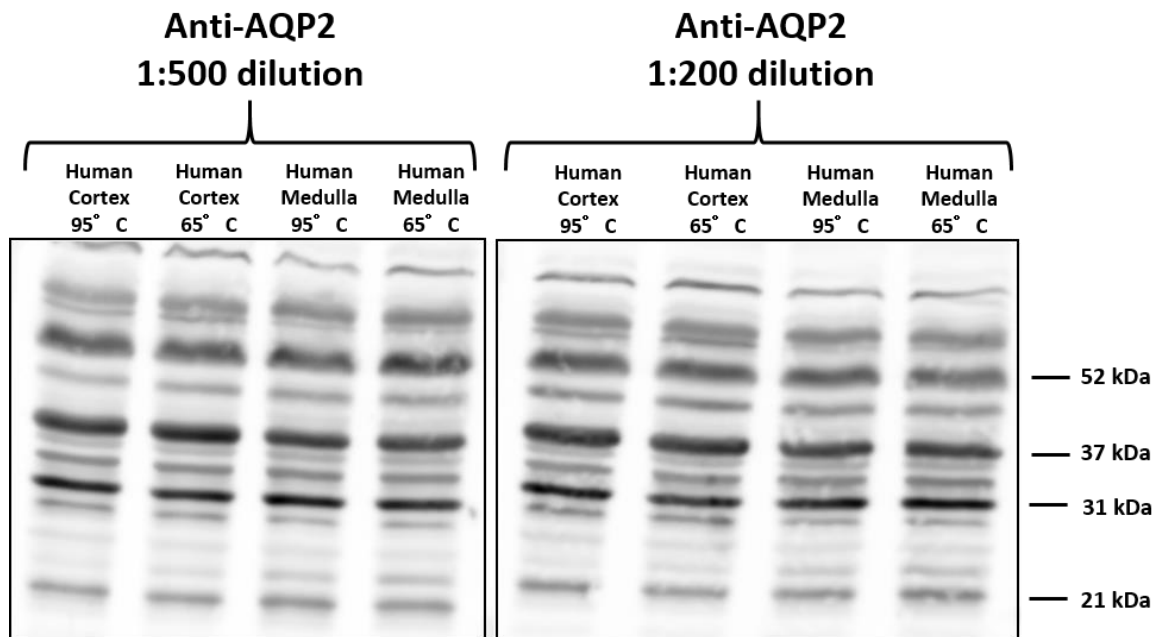 Anti-AQP2
1:500 dilution
Anti-AQP2
1:200 dilution
Human
Cortex
95° C
Human
Cortex
65° C
Human
Medulla
95° C
Human
Medulla
65° C
Human
Cortex
95° C
Human
Cortex
65° C
Human
Medulla
95° C
Human
Medulla
65° C
52 kDa
37 kDa
31 kDa
21 kDa